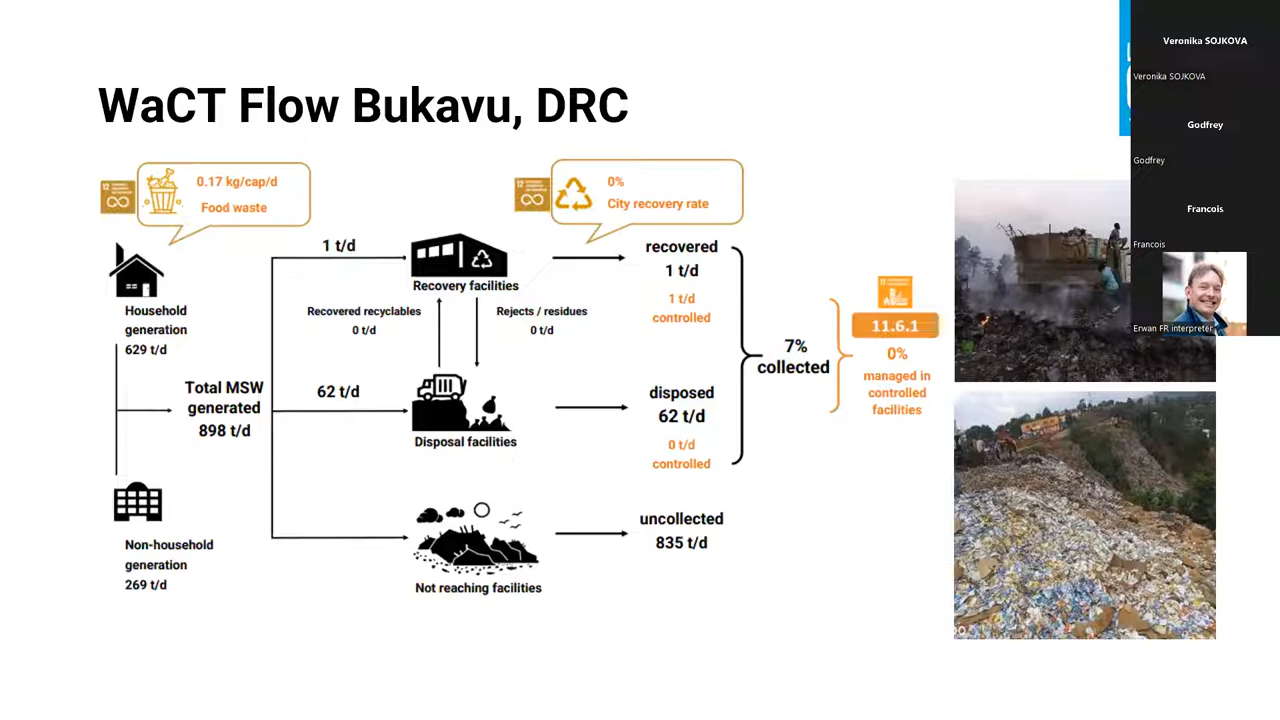 WaCT Flow Bukavu, DRC
0.17 kg/cap/d
Food waste
0%
City recovery rate
Household
generation
629 t/d
Total MSW
generated
898 t/d
Non-household
generation
269 t/d
1 t/d
Recovery facilities
Recovered recyclables
0 t/d
Rejects / residues
0 t/d
62 t/d
Disposal facilities
Not reaching facilities
recovered
1 t/d
1 t/d
controlled
disposed
62 t/d
0 t/d
controlled
uncollected
835 t/d
7%
collected
11.6.1
0%
managed in
controlled
facilities
Veronika SOJKOVA
Veronika SOJKOVA
Godfrey
Godfrey
Francois
Francois
Erwan FR interpreter